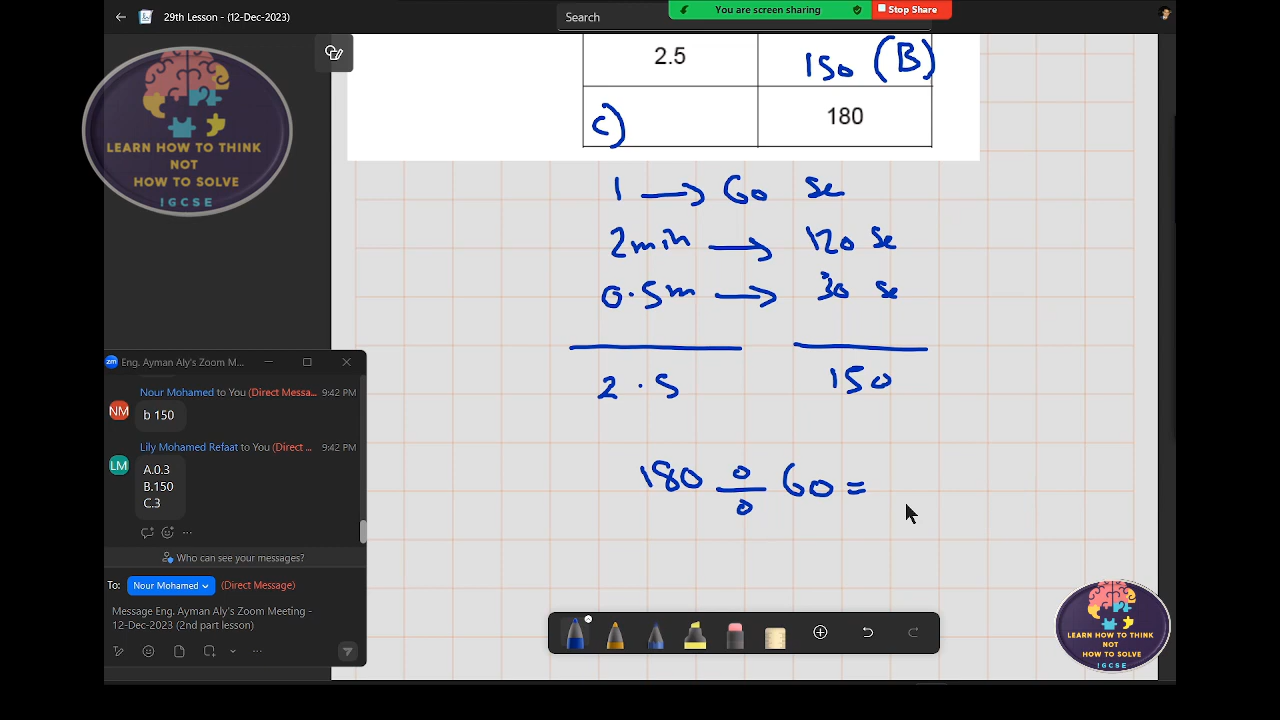 29th Lesson - (12-Dec-2023)
Search
You are screen sharing
Stop Share
LEARN HOW TO THINK
NOT
HOW TO SOLVE
IGCSE
2.5
150 (B)
C)
180
1 → 60 se
2min → 120 se
0.5m → 30 se
2.5
150
180 ÷ 60 =
Eng. Ayman Aly's Zoom M...
Nour Mohamed to You (Direct Messa... 9:42 PM
NM
b 150
Lily Mohamed Refaat to You (Direct ... 9:42 PM
LM
A.0.3
B.150
C.3
Who can see your messages?
To: Nour Mohamed (Direct Message)
Message Eng. Ayman Aly's Zoom Meeting -
12-Dec-2023 (2nd part lesson)
LEARN HOW TO THINK
NOT
HOW TO SOLVE
IGCSE